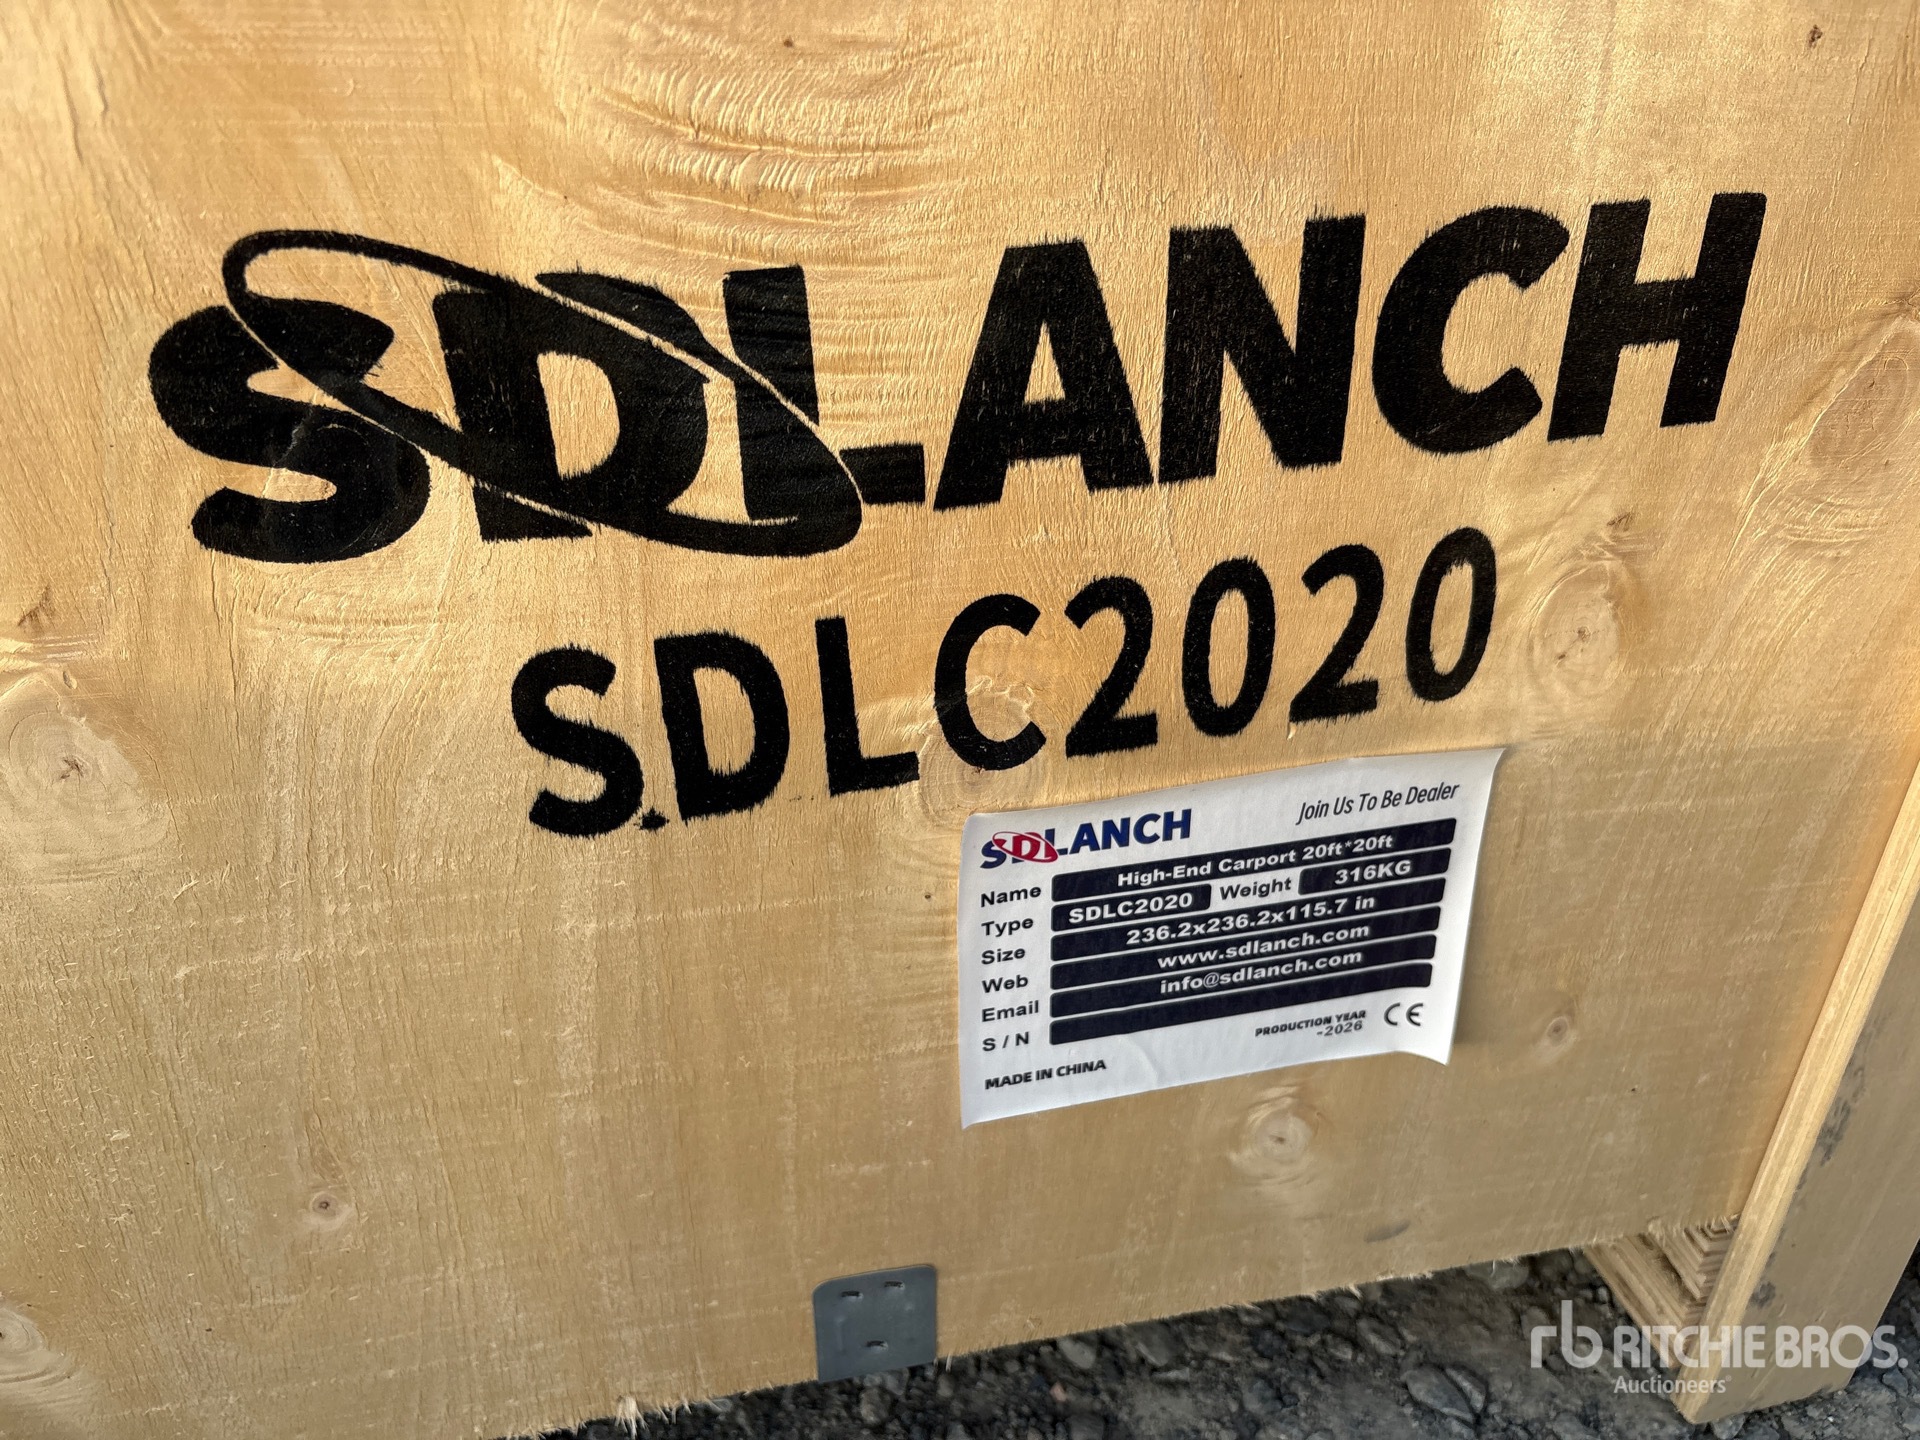 SDLANCH
SDLC2020
SDLANCH Join Us To Be Dealer
Name High-End Carport 20ft*20ft
Type SDLC2020 Weight 316KG
Size 236.2x236.2x115.7 in
Web www.sdlanch.com
Email info@sdlanch.com
S / N
PRODUCTION YEAR
-2026
CE
MADE IN CHINA
rb RITCHIE BROS.
Auctioneers